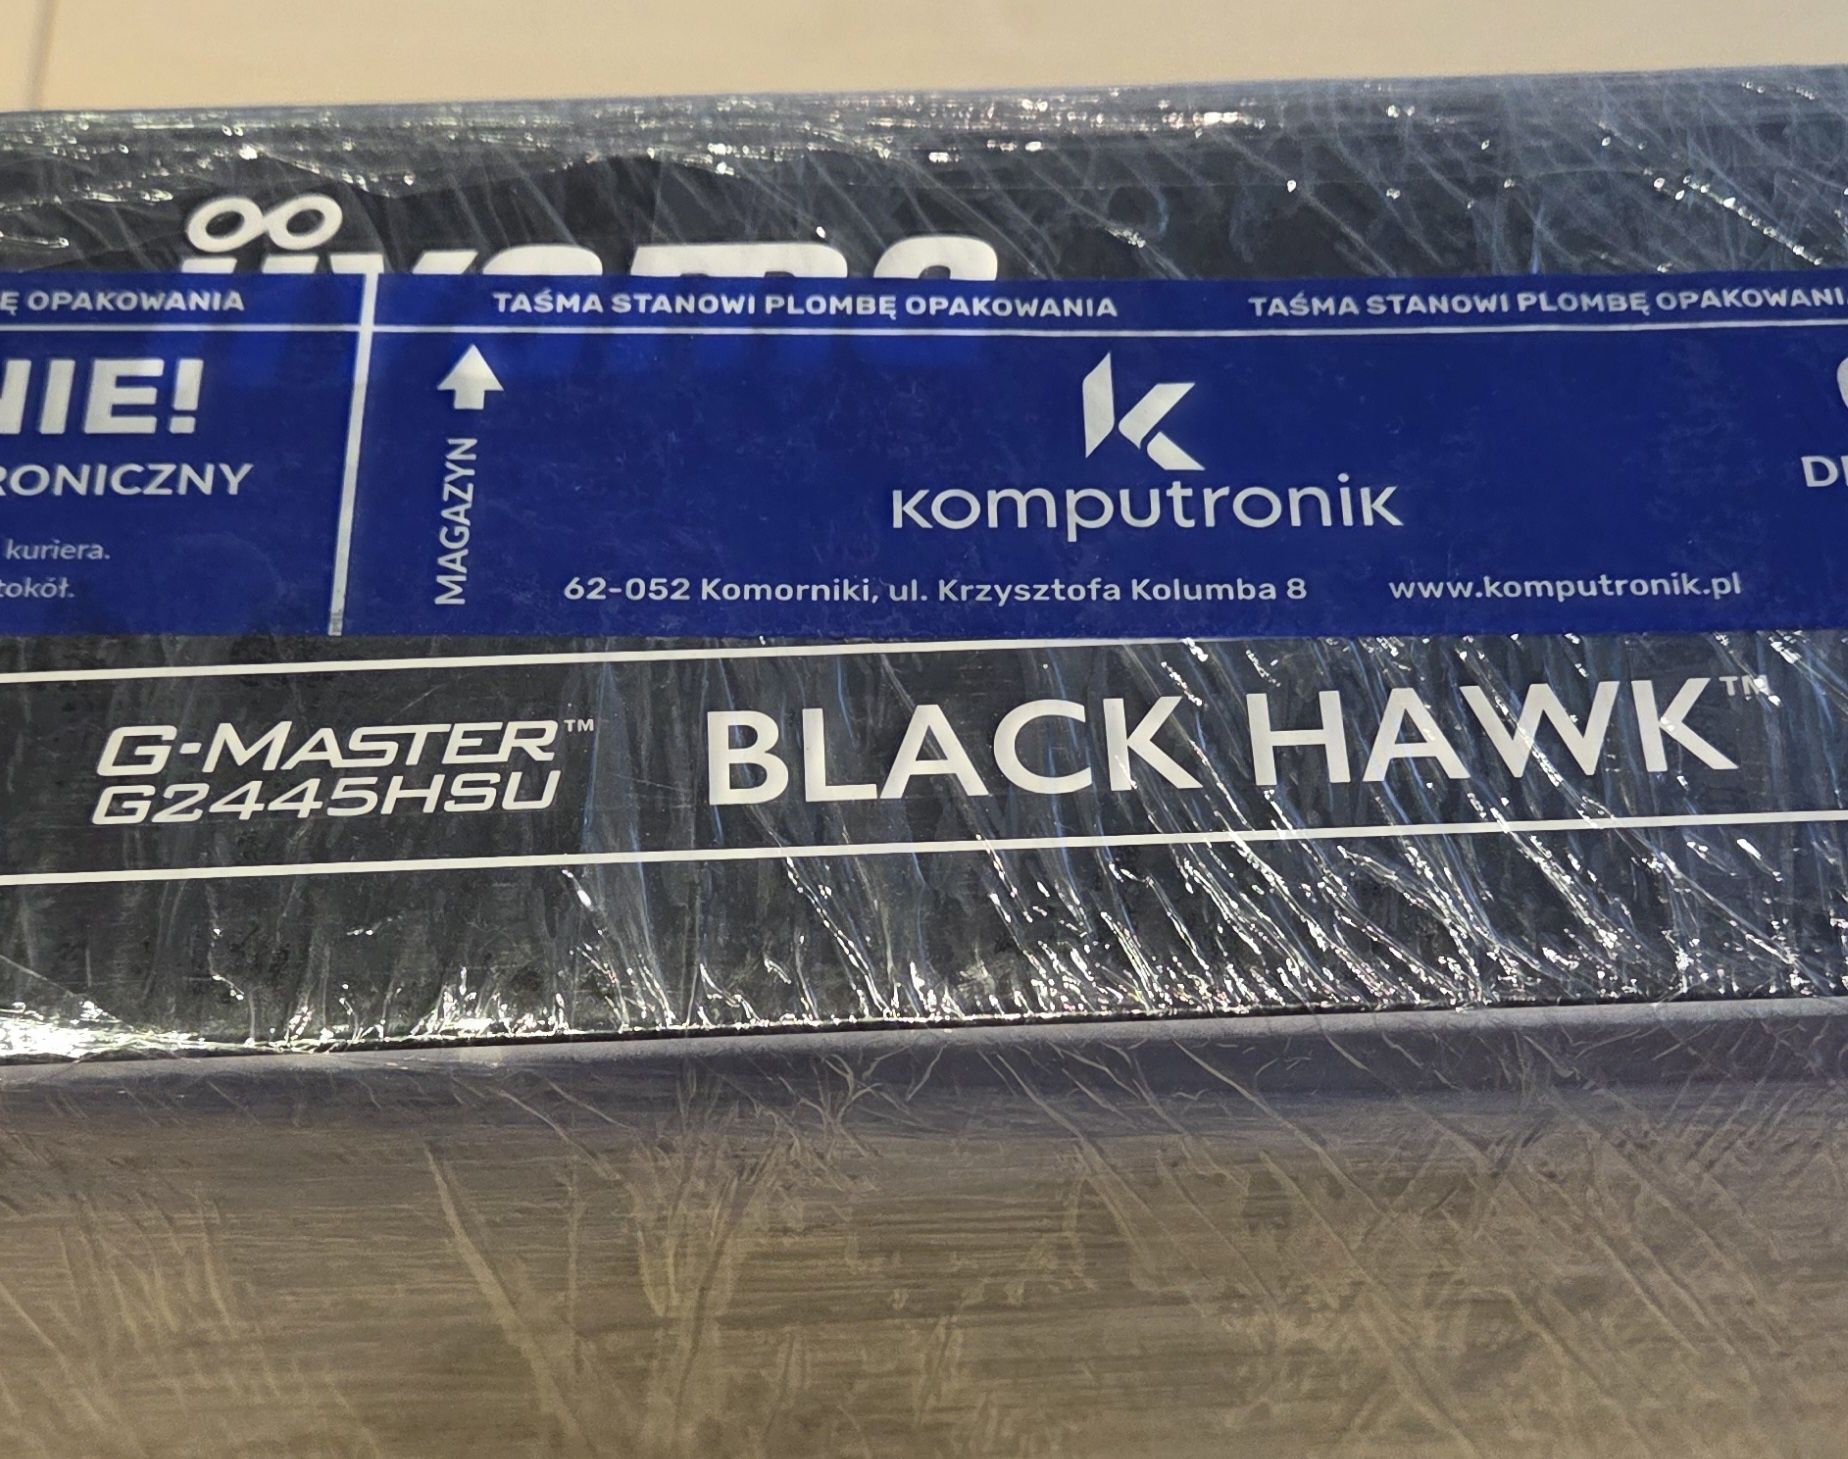 iiyama
OPAKOWANIA
TAŚMA STANOWI PLOMBĘ OPAKOWANIA
TAŚMA STANOWI PLOMBĘ OPAKOWANI
NIE!
RONICZNY
kuriera.
tokół.
MAGAZYN
komputronik
62-052 Komorniki, ul. Krzysztofa Kolumba 8
www.komputronik.pl
G-MASTER™
G2445HSU
BLACK HAWK™